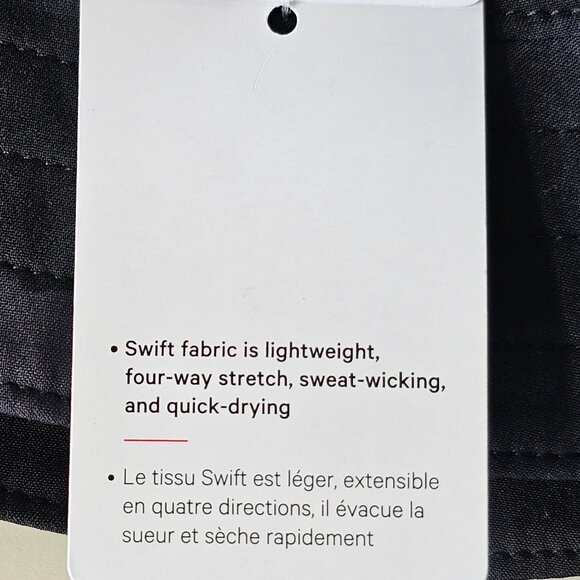 • Swift fabric is lightweight,
four-way stretch, sweat-wicking,
and quick-drying
• Le tissu Swift est léger, extensible
en quatre directions, il évacue la
sueur et sèche rapidement